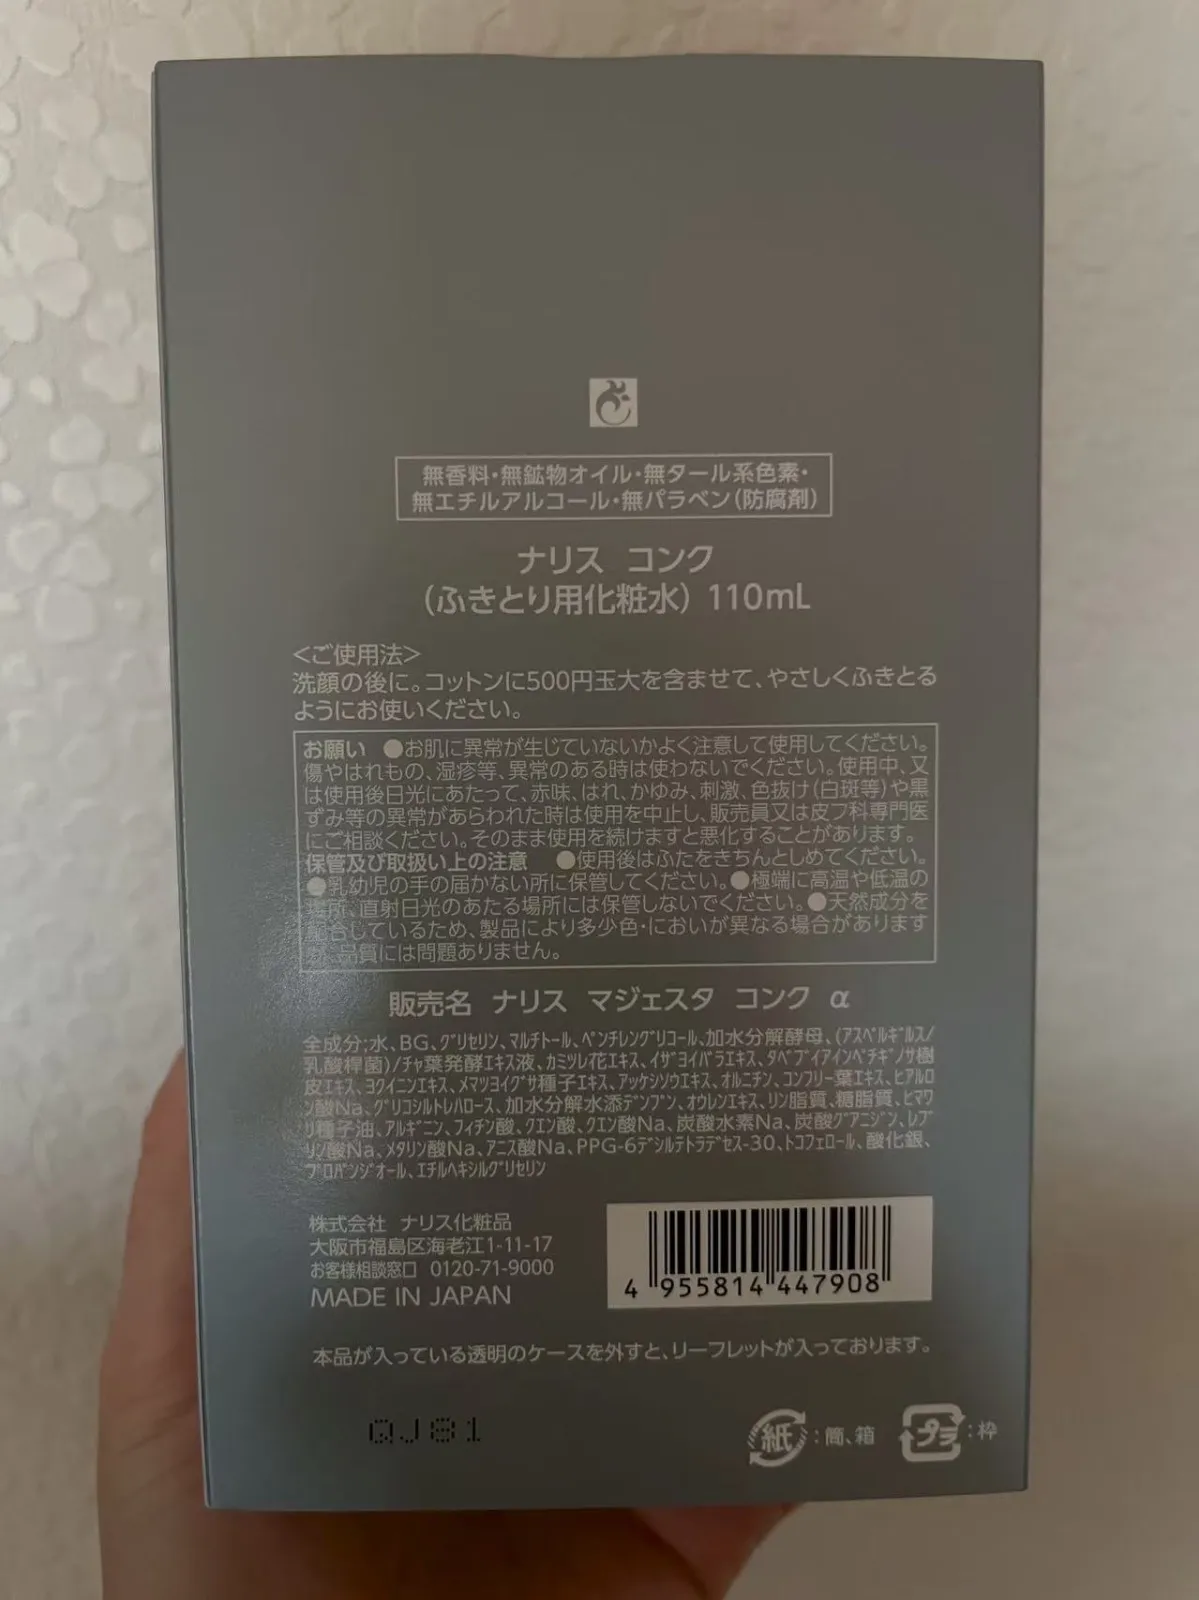 無香料・無鉱物オイル・無タール系色素・
無エチルアルコール・無パラベン（防腐剤）
ナリス コンク
（ふきとり用化粧水）110mL
＜ご使用法＞
洗顔の後に。コットンに500円玉大を含ませて、やさしくふきとる
ようにお使いください。
お願い ●お肌に異常が生じていないかよく注意して使用してください。
傷やはれもの、湿疹等、異常のある時は使わないでください。使用中、又
は使用後日光にあたって、赤味、はれ、かゆみ、刺激、色抜け（白斑等）や黒
ずみ等の異常があらわれた時は使用を中止し、販売員又は皮フ科専門医
にご相談ください。そのまま使用を続けますと悪化することがあります。
保管及び取扱い上の注意 ●使用後はふたをきちんとしめてください。
●乳幼児の手の届かない所に保管してください。●極端に高温や低温の
場所、直射日光のあたる場所には保管しないでください。●天然成分を
配合しているため、製品により多少色・においが異なる場合があります
が、品質には問題ありません。
販売名 ナリス マジェスタ コンク α
全成分;水、BG、ｸﾞﾘｾﾘﾝ、ﾏﾙﾁﾄｰﾙ、ﾍﾟﾝﾁﾚﾝｸﾞﾘｺｰﾙ、加水分解酵母、(ｱｽﾍﾟﾙｷﾞﾙｽ/
乳酸桿菌)/ﾁｬ葉発酵ｴｷｽ液、ｶﾐﾂﾚ花ｴｷｽ、ｲｻﾞﾖｲﾊﾞﾗｴｷｽ、ﾀﾍﾞﾌﾞｲｱｲﾝﾍﾟﾁｷﾞﾉｻ樹
皮ｴｷｽ、ﾖｸｲﾆﾝｴｷｽ、ﾒﾏﾂﾖｲｸﾞｻ種子ｴｷｽ、ｱｯｹｼｿｳｴｷｽ、ｵﾙﾆﾁﾝ、ｺﾝﾌﾘｰ葉ｴｷｽ、ﾋｱﾙﾛ
ﾝ酸Na、ｸﾞﾘｺｼﾙﾄﾚﾊﾛｰｽ、加水分解水添ﾃﾞﾝﾌﾟﾝ、ｵｳﾚﾝｴｷｽ、ﾘﾝ脂質、糖脂質、ﾋﾏﾜ
ﾘ種子油、ｱﾙｷﾞﾆﾝ、ﾌｨﾁﾝ酸、ｸｴﾝ酸、ｸｴﾝ酸Na、炭酸水素Na、炭酸ｸﾞｱﾆｼﾞﾝ、ﾚﾌﾞ
ﾘﾝ酸Na、ﾒﾀﾘﾝ酸Na、ｱﾆｽ酸Na、PPG-6ﾃﾞｼﾙﾃﾄﾗﾃﾞｾｽ-30、ﾄｺﾌｪﾛｰﾙ、酸化銀、
ﾌﾟﾛﾊﾟﾝｼﾞｵｰﾙ、ｴﾁﾙﾍｷｼﾙｸﾞﾘｾﾘﾝ
株式会社 ナリス化粧品
大阪市福島区海老江1-11-17
お客様相談窓口 0120-71-9000
MADE IN JAPAN
4 955814 447908
本品が入っている透明のケースを外すと、リーフレットが入っております。
QJ81
紙：筒、箱 プラ：枠